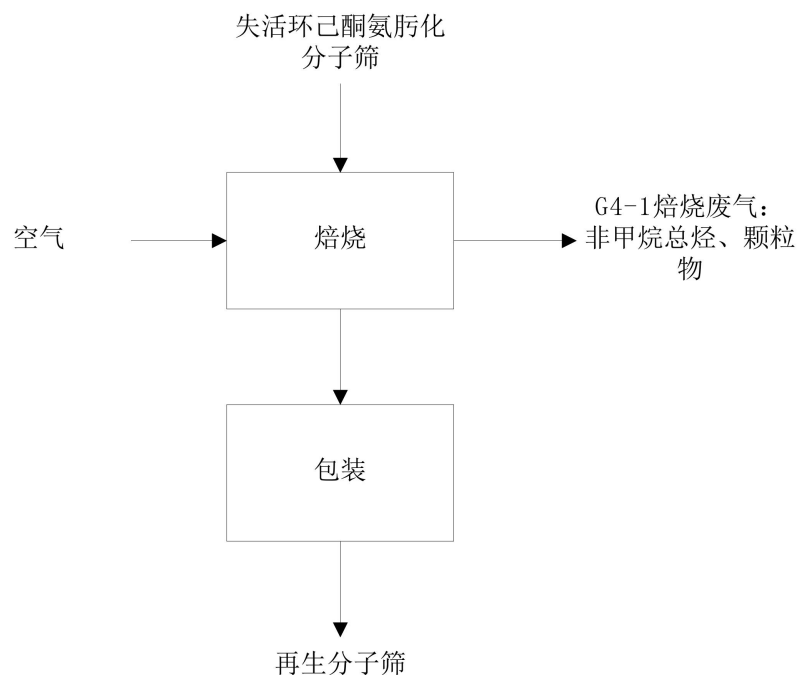 失活环己酮氨肟化
分子筛
空气
焙烧
G4-1焙烧废气：
非甲烷总烃、颗粒
物
包装
再生分子筛